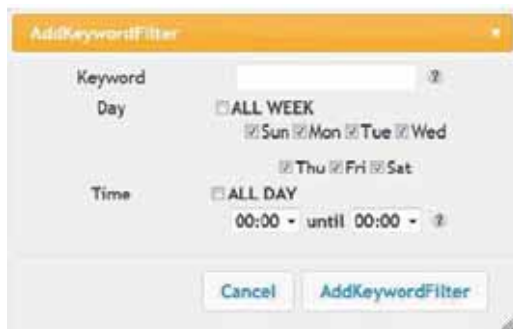 AddKeywordFilter
Keyword
Day ALL WEEK
Sun Mon Tue Wed
Thu Fri Sat
Time ALL DAY
00:00 until 00:00
Cancel AddKeywordFilter